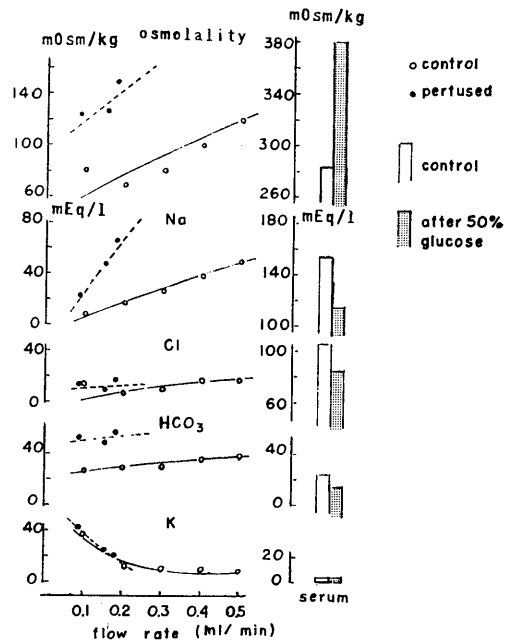 mOsm/kg osmolality mOsm/kg
140
100
60
380
340
300
260
control
pertused
control
after 50%
glucose
mEq/l Na mEq/l
80
40
0
180
140
100
Cl
40
0
100
60
HCO3
40
0
40
0
K
40
0
20
0
serum
0.1 0.2 0.3 0.4 0.5
flow rate (ml/min)